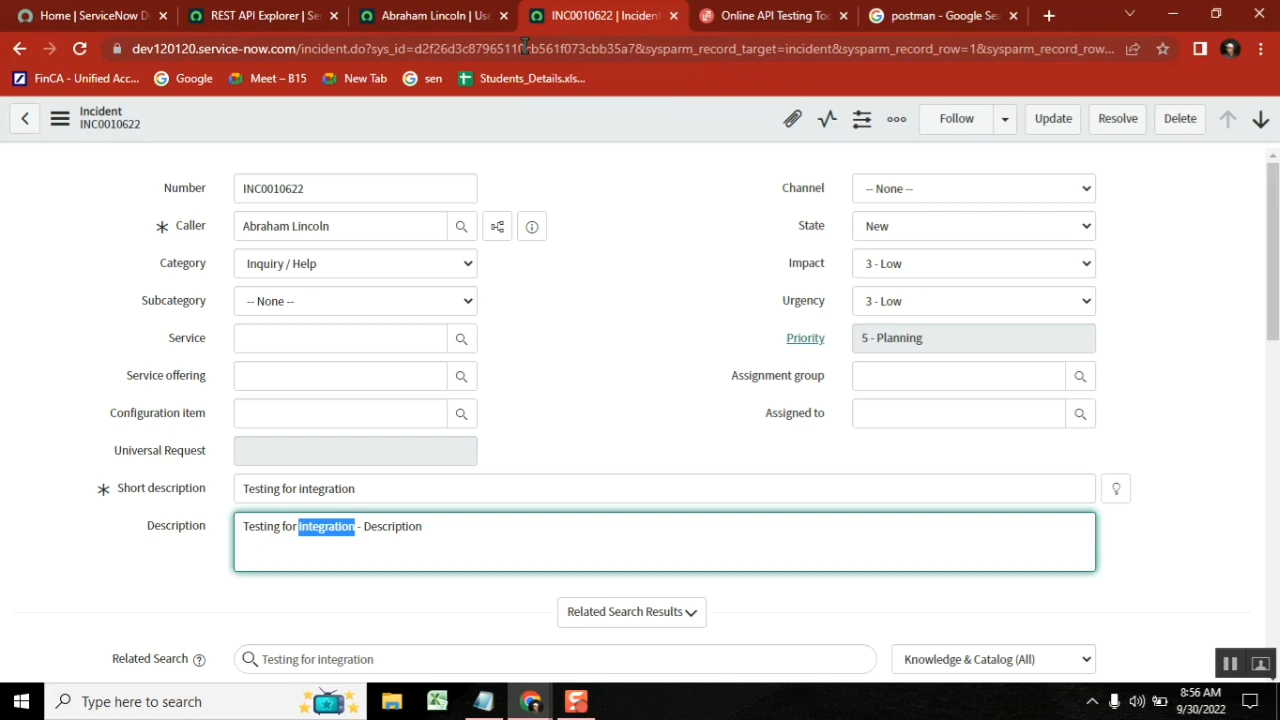 Home | ServiceNow D
REST API Explorer | Se
Abraham Lincoln | Use
INC0010622 | Incident
Online API Testing Too
postman - Google Sea
dev120120.service-now.com/incident.do?sys_id=d2f26d3c87965110cb561f073cbb35a7&sysparm_record_target=incident&sysparm_record_row=1&sysparm_record_row...
FinCA - Unified Acc...
Google
Meet – B15
New Tab
sen
Students_Details.xls...
Incident
INC0010622
Follow
Update
Resolve
Delete
Number
INC0010622
Channel
-- None --
Caller
Abraham Lincoln
State
New
Category
Inquiry / Help
Impact
3 - Low
Subcategory
-- None --
Urgency
3 - Low
Service
Priority
5 - Planning
Service offering
Assignment group
Configuration item
Assigned to
Universal Request
Short description
Testing for integration
Description
Testing for integration - Description
Related Search Results
Related Search
Testing for integration
Knowledge & Catalog (All)
Type here to search
8:56 AM
9/30/2022